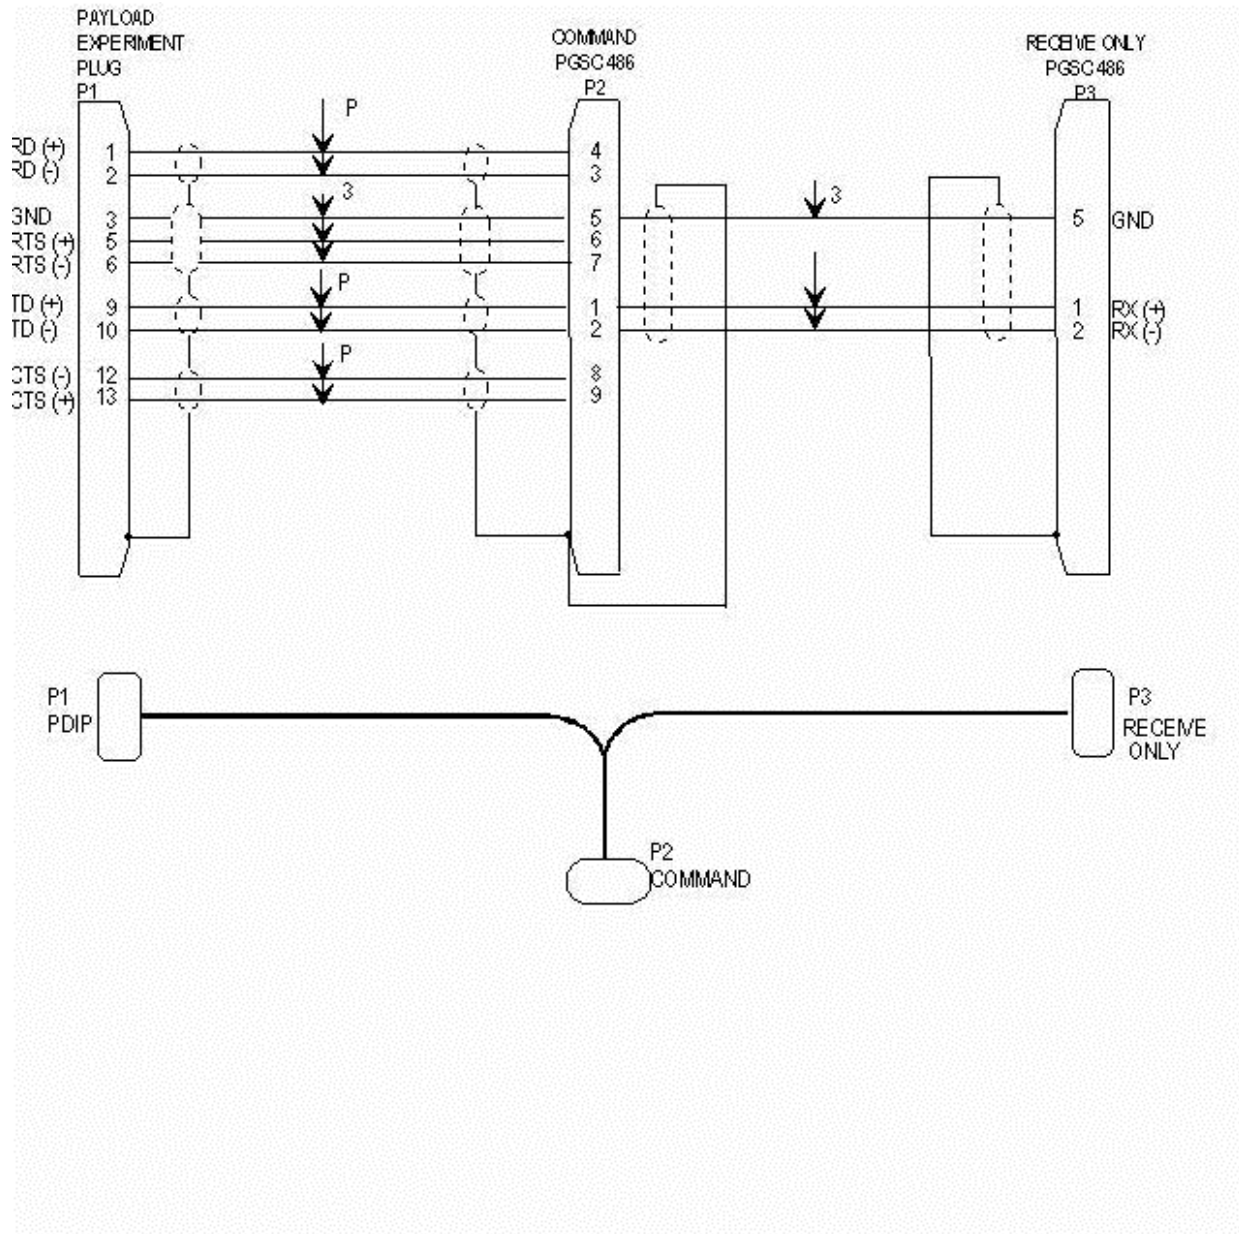 PAYLOAD
EXPERIMENT
PLUG
P1
COMMAND
PGSC 486
P2
RECEIVE ONLY
PGSC 486
P3
P
RD (+) 1 4
RD (-) 2 3
3 3
GND 3 5 5 GND
RTS (+) 5 6
RTS (-) 6 7
P
TD (+) 9 1 1 RX (+)
TD (-) 10 2 2 RX (-)
P
CTS (-) 12 8
CTS (+) 13 9
P1
PDIP
P3
RECEIVE
ONLY
P2
COMMAND